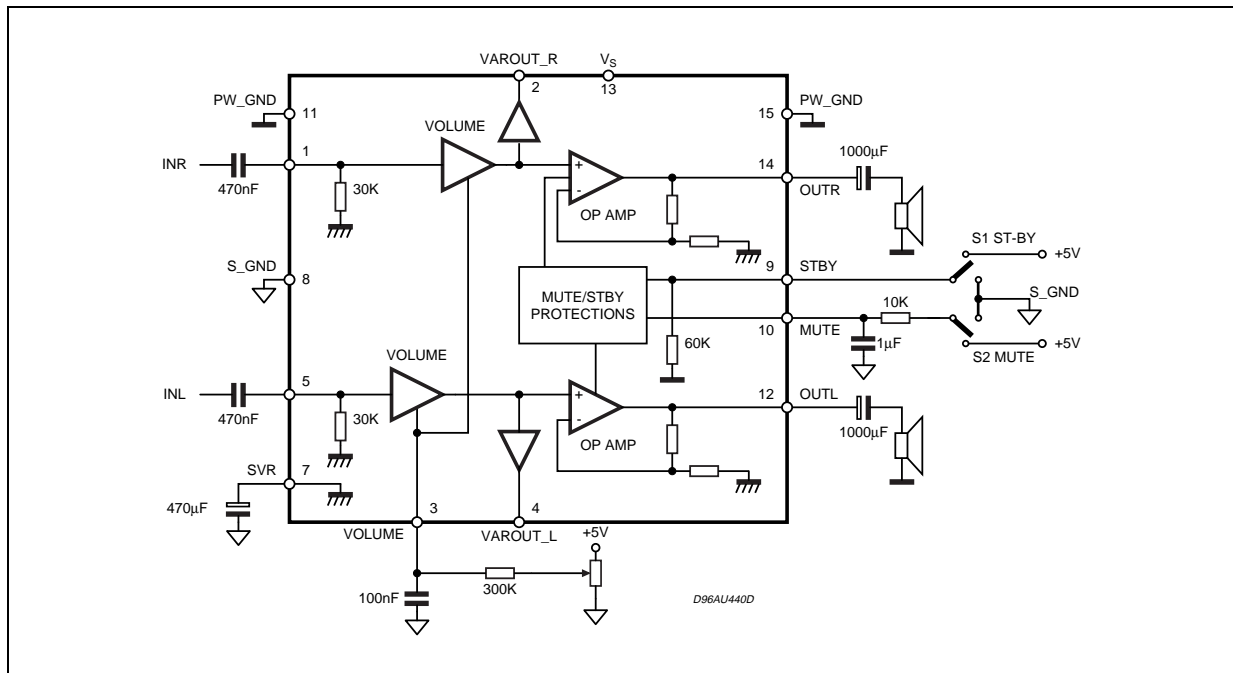 VAROUT_R
V_S
2
13
PW_GND
11
15
PW_GND
VOLUME
1
INR
470nF
30K
+
-
OP AMP
14
1000µF
OUTR
S1 ST-BY
+5V
S_GND
8
9
STBY
S_GND
MUTE/STBY
PROTECTIONS
10K
10
MUTE
1µF
60K
S2 MUTE
+5V
VOLUME
5
INL
470nF
30K
+
-
OP AMP
12
OUTL
1000µF
SVR
7
470µF
3
4
VOLUME
VAROUT_L
+5V
300K
100nF
D96AU440D